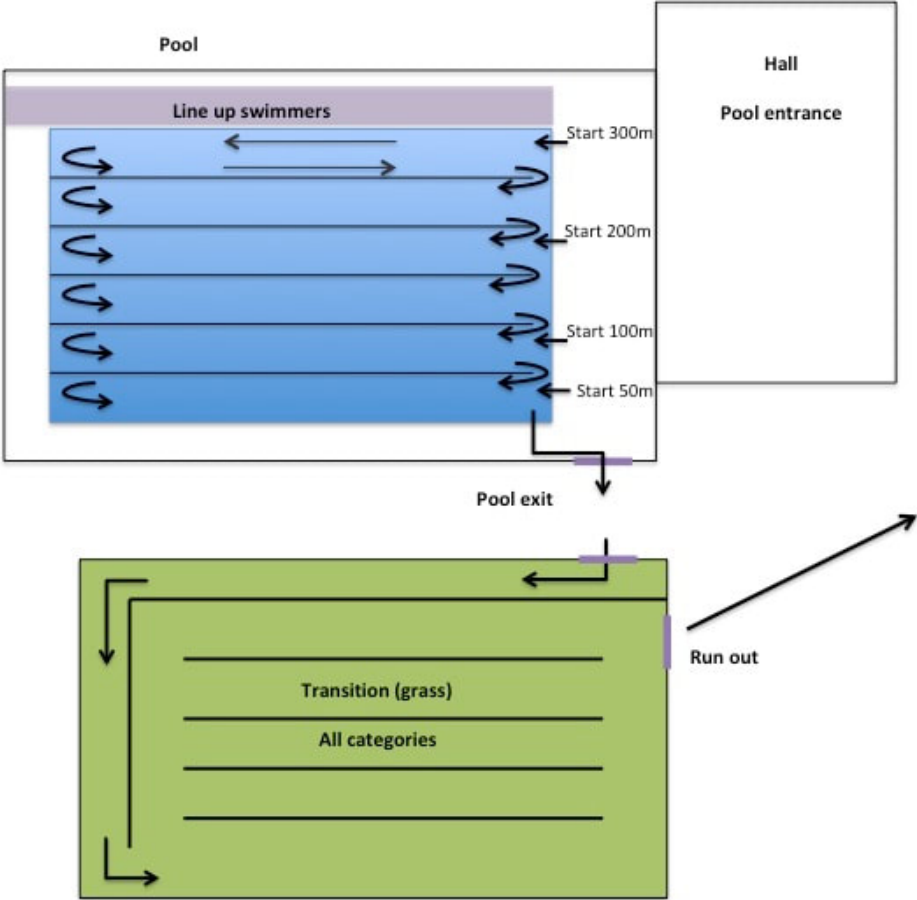 Pool
Hall
Pool entrance
Line up swimmers
Start 300m
Start 200m
Start 100m
Start 50m
Pool exit
Run out
Transition (grass)
All categories